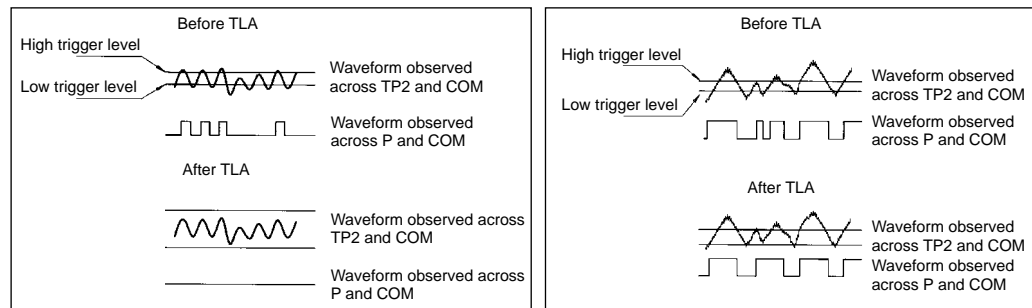 Before TLA
High trigger level
Low trigger level
Waveform observed
across TP2 and COM
Waveform observed
across P and COM
After TLA
Waveform observed across
TP2 and COM
Waveform observed across
P and COM
Before TLA
High trigger level
Low trigger level
Waveform observed
across TP2 and COM
Waveform observed
across P and COM
After TLA
Waveform observed
across TP2 and COM
Waveform observed
across P and COM